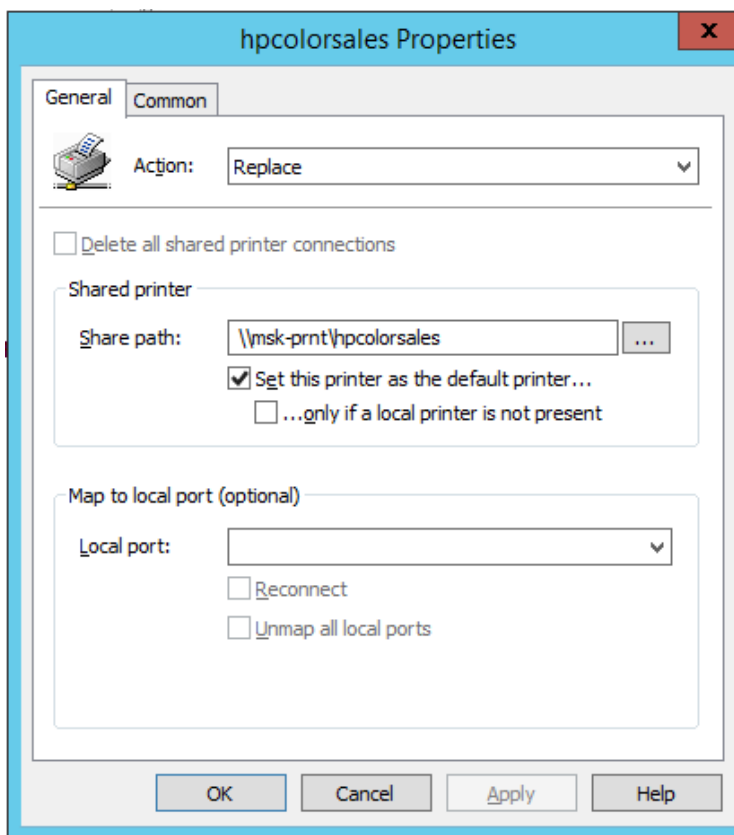 hpcolorsales Properties
x
General Common
Action: Replace
Delete all shared printer connections
Shared printer
Share path: \\msk-prnt\hpcolorsales ...
Set this printer as the default printer...
...only if a local printer is not present
Map to local port (optional)
Local port:
Reconnect
Unmap all local ports
OK Cancel Apply Help